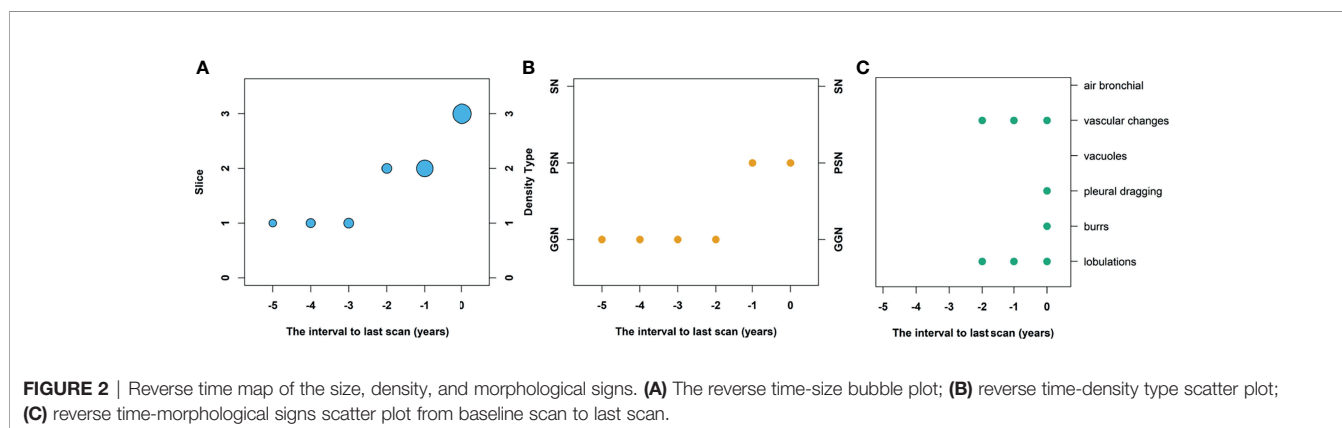 A
B
C
Slice
3
2
1
0
3
2
1
0
-5 -4 -3 -2 -1 0
The interval to last scan (years)
Density Type
SN
PSN
GGN
SN
PSN
GGN
-5 -4 -3 -2 -1 0
The interval to last scan (years)
air bronchial
vascular changes
vacuoles
pleural dragging
burrs
lobulations
-5 -4 -3 -2 -1 0
The interval to last scan (years)
FIGURE 2 | Reverse time map of the size, density, and morphological signs. (A) The reverse time-size bubble plot; (B) reverse time-density type scatter plot;
(C) reverse time-morphological signs scatter plot from baseline scan to last scan.